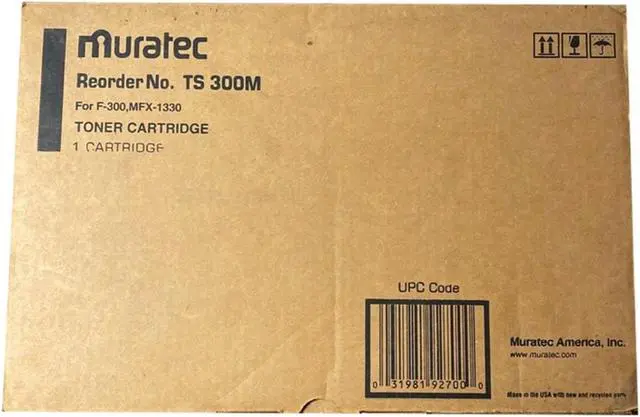 muratec
Reorder No. TS 300M
For F-300,MFX-1330
TONER CARTRIDGE
1 CARTRIDGE
UPC Code
0 31981 92700 0
Muratec America, Inc.
www.muratec.com
Made in the USA with new and recycled parts